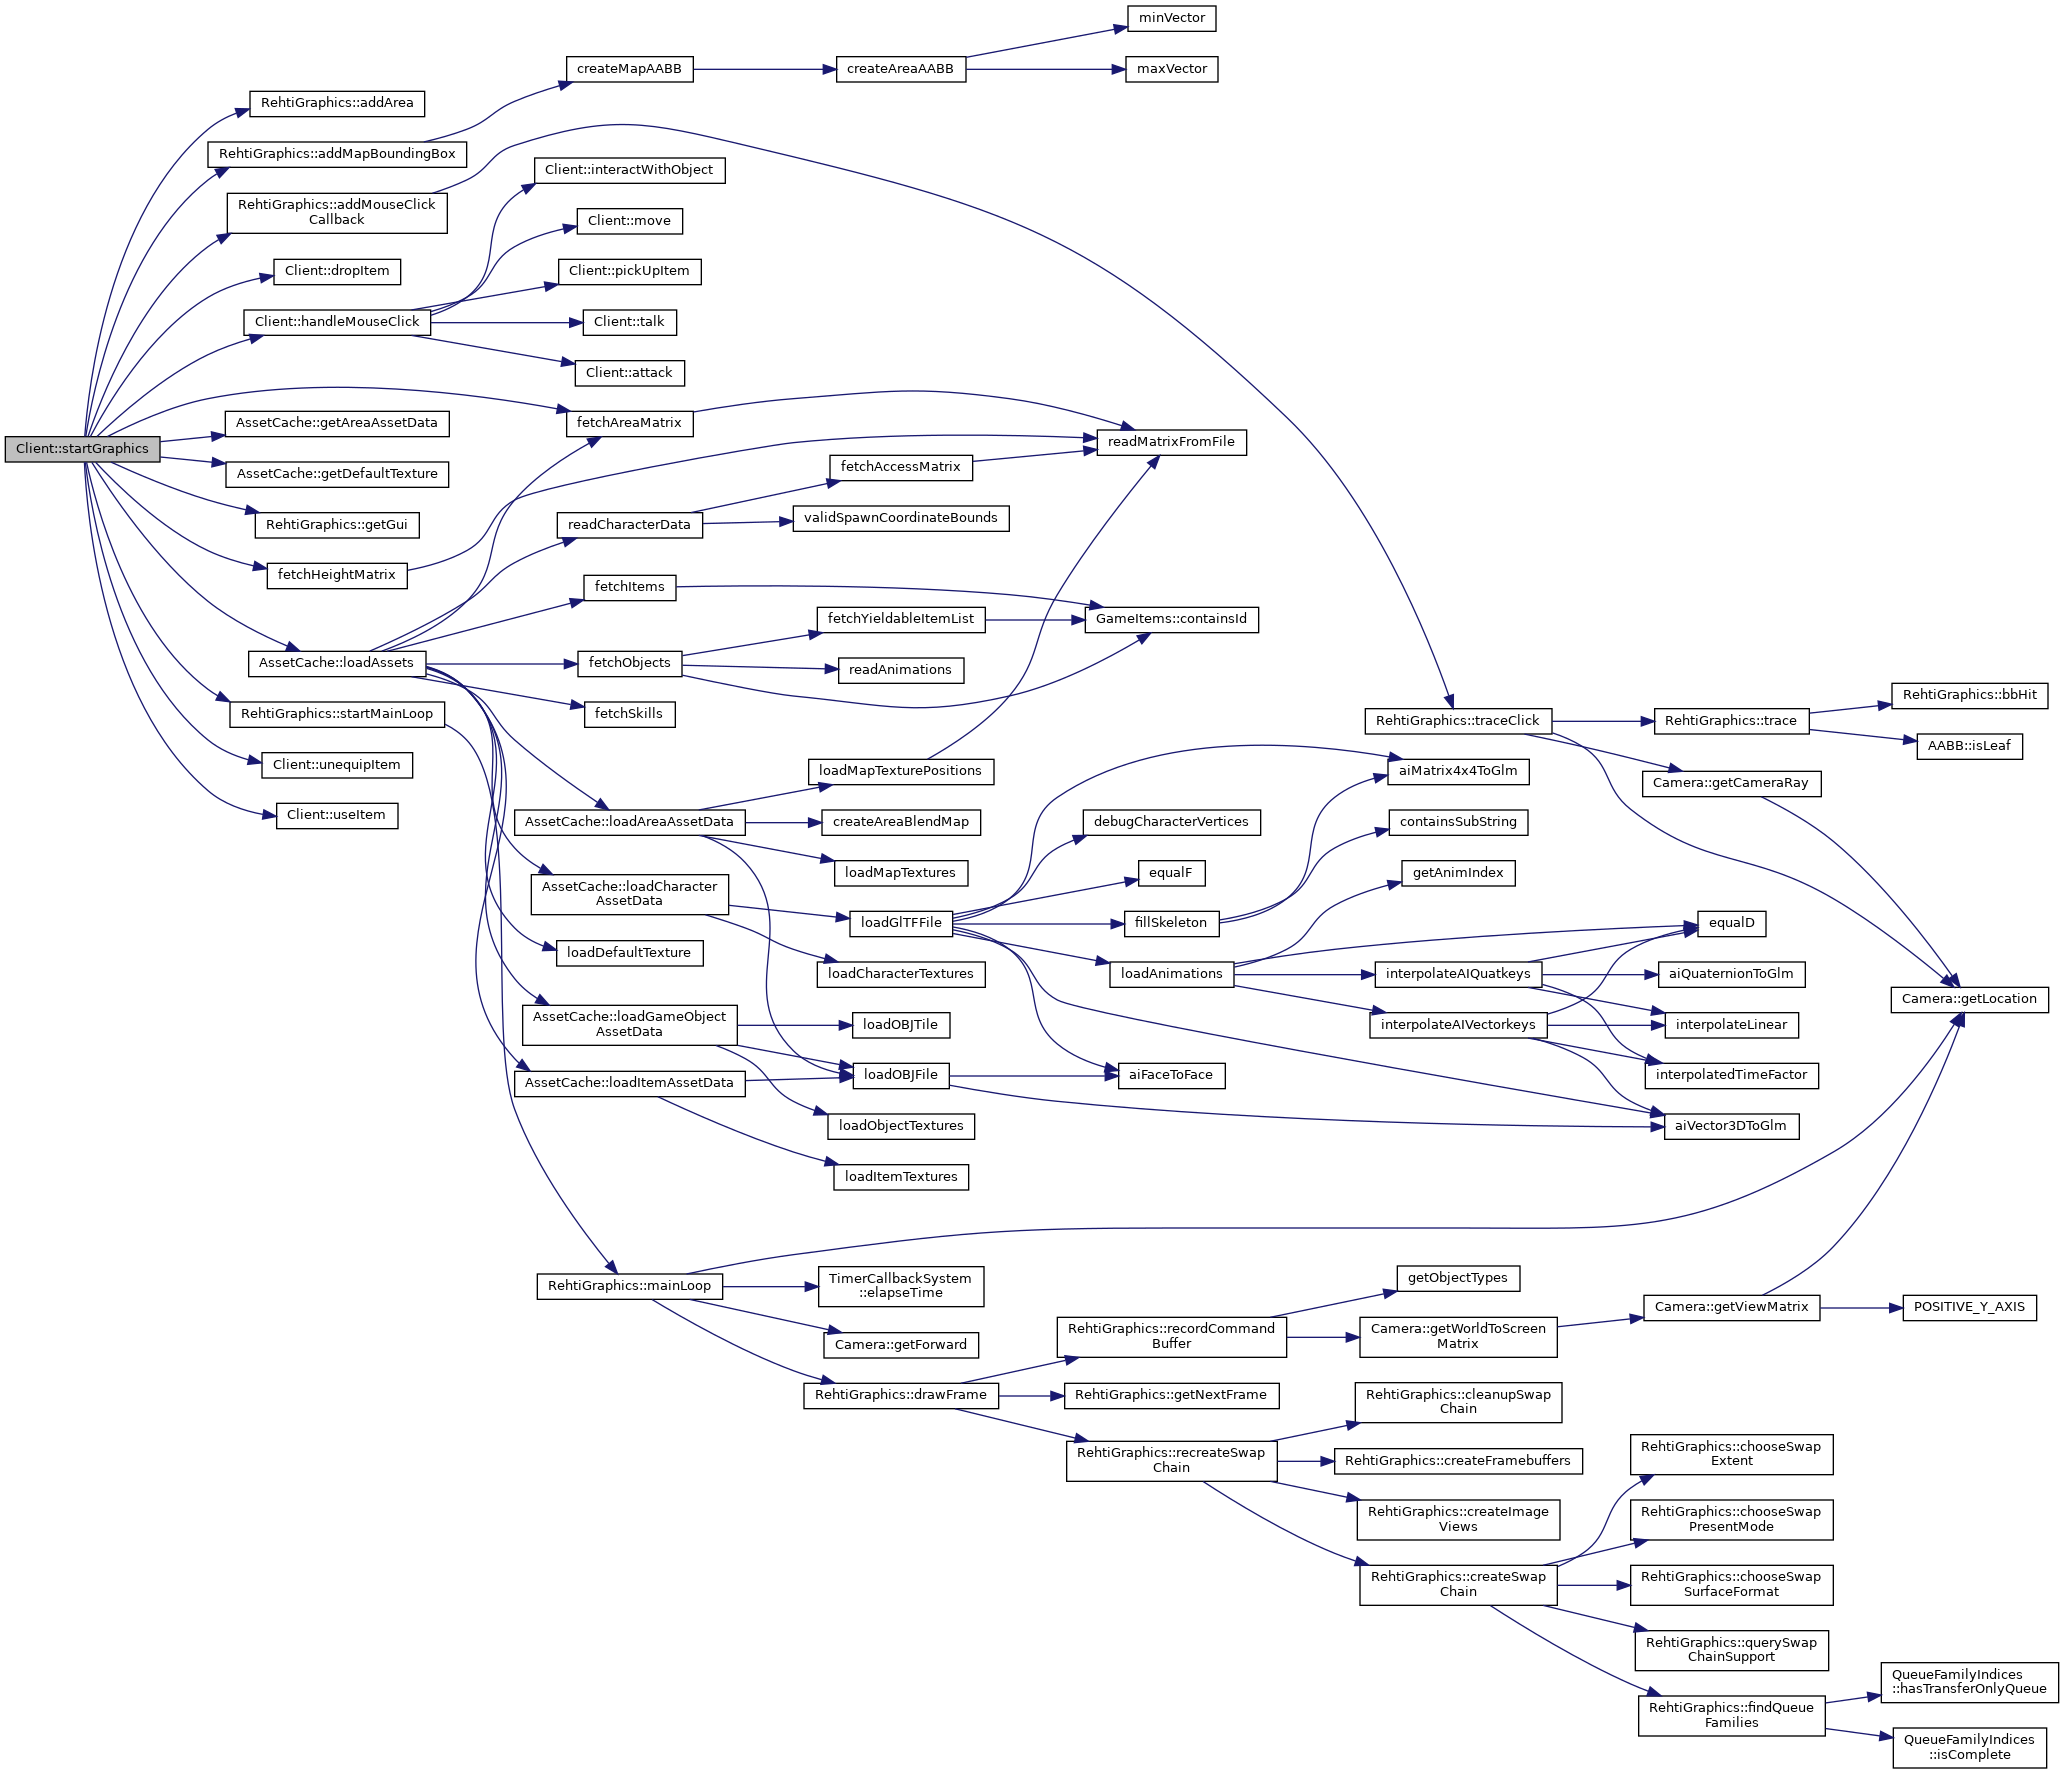 minVector
createMapAABB
createAreaAABB
maxVector
RehtiGraphics::addArea
RehtiGraphics::addMapBoundingBox
Client::interactWithObject
RehtiGraphics::addMouseClick
Callback
Client::move
Client::dropItem
Client::pickUpItem
Client::handleMouseClick
Client::talk
Client::attack
AssetCache::getAreaAssetData
fetchAreaMatrix
readMatrixFromFile
Client::startGraphics
fetchAccessMatrix
AssetCache::getDefaultTexture
RehtiGraphics::getGui
readCharacterData
validSpawnCoordinateBounds
fetchHeightMatrix
fetchItems
fetchYieldableItemList
GameItems::containsId
AssetCache::loadAssets
fetchObjects
readAnimations
RehtiGraphics::startMainLoop
fetchSkills
RehtiGraphics::traceClick
RehtiGraphics::trace
RehtiGraphics::bbHit
AABB::isLeaf
Client::unequipItem
loadMapTexturePositions
aiMatrix4x4ToGlm
Camera::getCameraRay
Client::useItem
AssetCache::loadAreaAssetData
createAreaBlendMap
debugCharacterVertices
containsSubString
loadMapTextures
equalF
getAnimIndex
AssetCache::loadCharacter
AssetData
loadGlTFFile
fillSkeleton
equalD
loadDefaultTexture
loadCharacterTextures
loadAnimations
interpolateAIQuatkeys
aiQuaternionToGlm
Camera::getLocation
AssetCache::loadGameObject
AssetData
loadOBJTile
interpolateAIVectorkeys
interpolateLinear
AssetCache::loadItemAssetData
loadOBJFile
aiFaceToFace
interpolatedTimeFactor
loadObjectTextures
aiVector3DToGlm
loadItemTextures
RehtiGraphics::mainLoop
TimerCallbackSystem
::elapseTime
getObjectTypes
Camera::getForward
RehtiGraphics::recordCommand
Buffer
Camera::getWorldToScreen
Matrix
Camera::getViewMatrix
POSITIVE_Y_AXIS
RehtiGraphics::drawFrame
RehtiGraphics::getNextFrame
RehtiGraphics::cleanupSwap
Chain
RehtiGraphics::recreateSwap
Chain
RehtiGraphics::createFramebuffers
RehtiGraphics::chooseSwap
Extent
RehtiGraphics::createImage
Views
RehtiGraphics::chooseSwap
PresentMode
RehtiGraphics::createSwap
Chain
RehtiGraphics::chooseSwap
SurfaceFormat
RehtiGraphics::querySwap
ChainSupport
RehtiGraphics::findQueue
Families
QueueFamilyIndices
::hasTransferOnlyQueue
QueueFamilyIndices
::isComplete